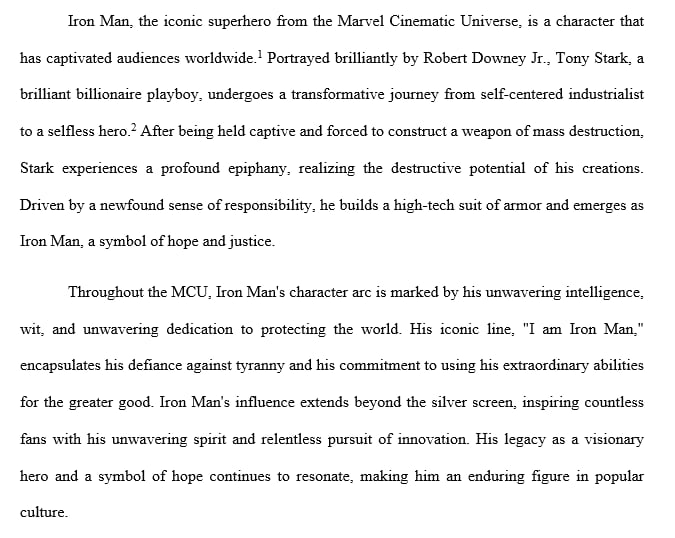 Iron Man, the iconic superhero from the Marvel Cinematic Universe, is a character that
has captivated audiences worldwide.¹ Portrayed brilliantly by Robert Downey Jr., Tony Stark, a
brilliant billionaire playboy, undergoes a transformative journey from self-centered industrialist
to a selfless hero.² After being held captive and forced to construct a weapon of mass destruction,
Stark experiences a profound epiphany, realizing the destructive potential of his creations.
Driven by a newfound sense of responsibility, he builds a high-tech suit of armor and emerges as
Iron Man, a symbol of hope and justice.
Throughout the MCU, Iron Man's character arc is marked by his unwavering intelligence,
wit, and unwavering dedication to protecting the world. His iconic line, "I am Iron Man,"
encapsulates his defiance against tyranny and his commitment to using his extraordinary abilities
for the greater good. Iron Man's influence extends beyond the silver screen, inspiring countless
fans with his unwavering spirit and relentless pursuit of innovation. His legacy as a visionary
hero and a symbol of hope continues to resonate, making him an enduring figure in popular
culture.